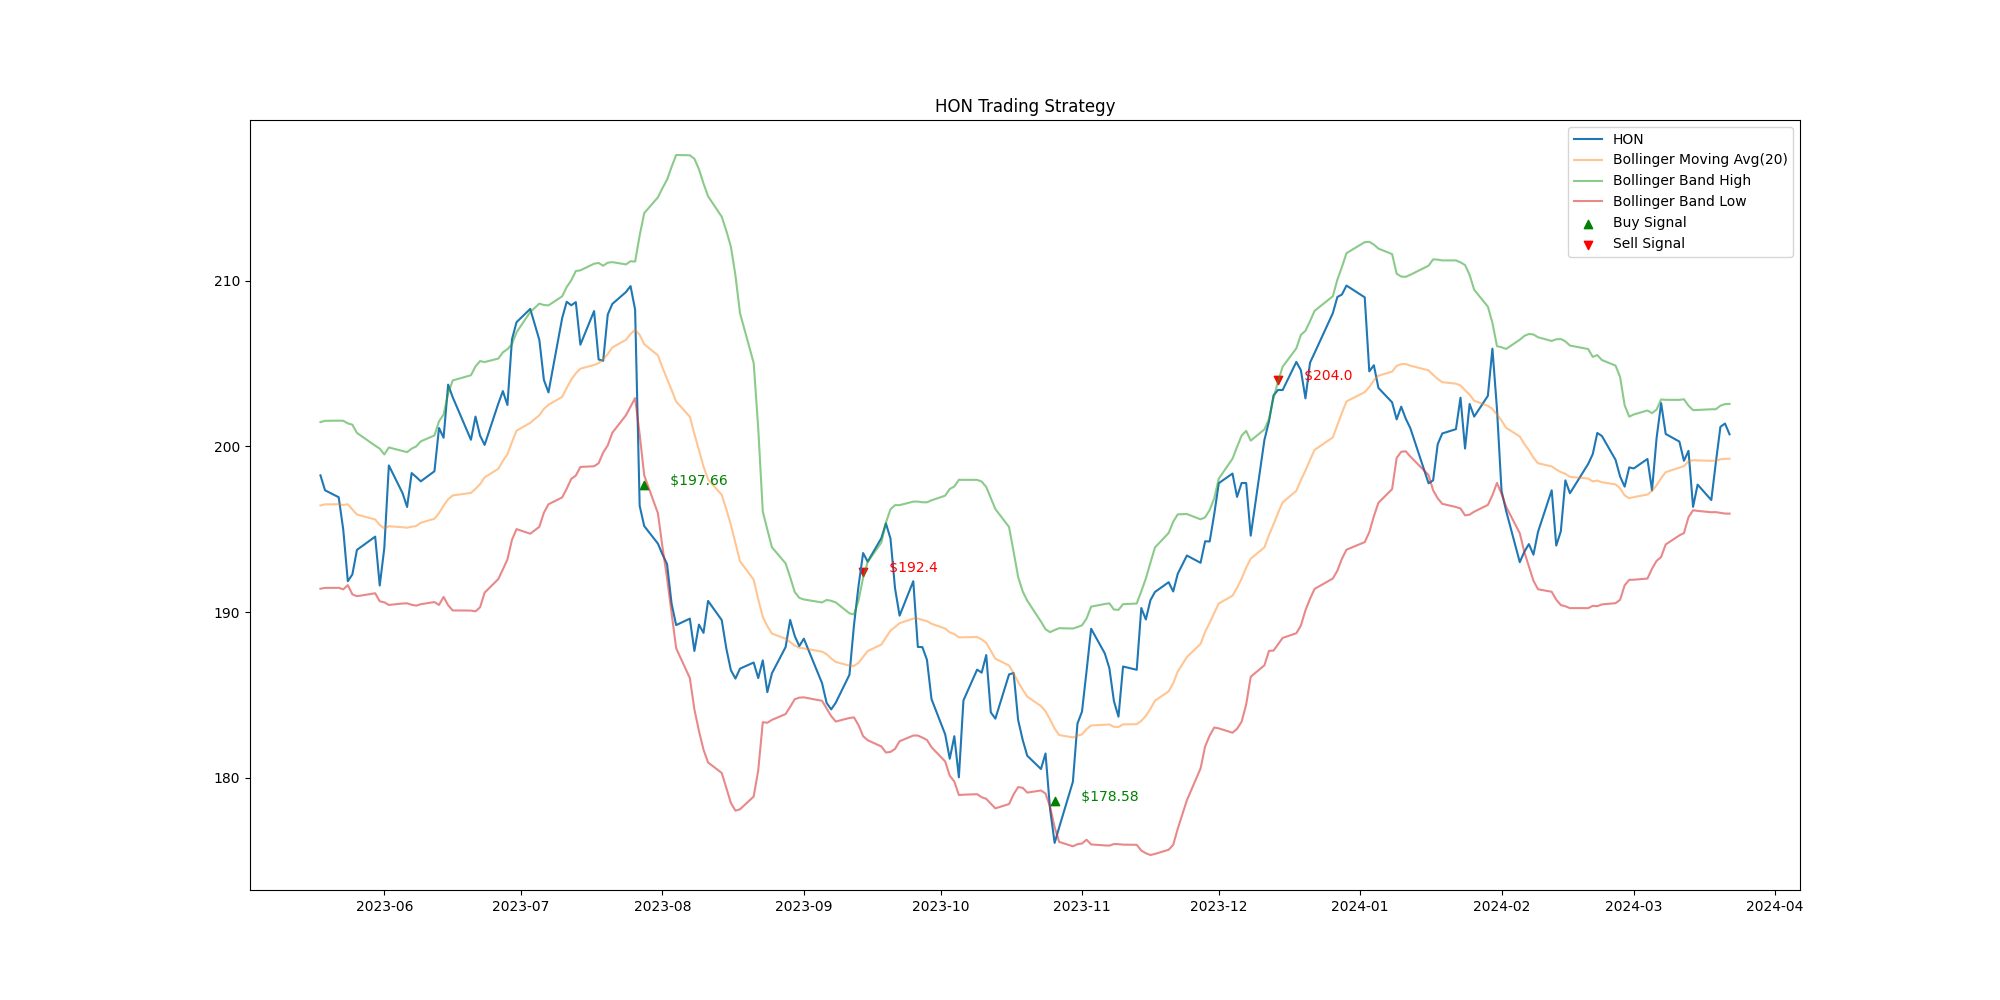 HON Trading Strategy
HON
Bollinger Moving Avg(20)
Bollinger Band High
Bollinger Band Low
Buy Signal
Sell Signal
210
200
190
180
$197.66
$192.4
$178.58
$204.0
2023-06 2023-07 2023-08 2023-09 2023-10 2023-11 2023-12 2024-01 2024-02 2024-03 2024-04